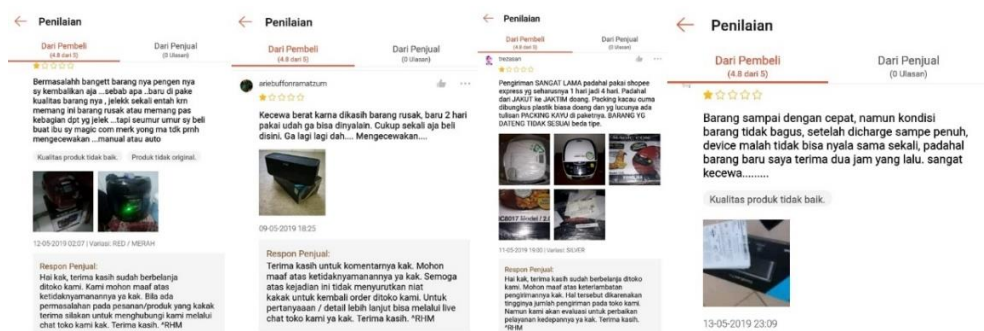 Penilaian
Dari Pembeli
(4.8 dari 5)
Dari Penjual
(0 Ulasan)
Bermasalahh bangett barang nya pengen nya
sy kembalikan aja ...sebab apa ..baru di pake
kualitas barang nya , jelekk sekali entah krn
memang ini barang rusak atau memang pas
kebagian dpt yg jelek ...tapi seumur umur sy beli
buat ibu sy magic com merk yong ma tdk prnh
mengecewakan ...manual atau auto
Kualitas produk tidak baik.
Produk tidak original.
12-05-2019 02:07 | Variasi: RED / MERAH
Respon Penjual:
Hai kak, terima kasih sudah berbelanja
ditoko kami. Kami mohon maaf atas
ketidaknyamanannya ya kak. Bila ada
permasalahan pada pesanan/produk yang kakak
terima silakan untuk menghubungi kami melalui
chat toko kami ya kak. Terima kasih. ^RHM
Penilaian
Dari Pembeli
(4.8 dari 5)
Dari Penjual
(0 Ulasan)
ariebuffonramatzum
Kecewa berat karna dikasih barang rusak, baru 2 hari
pakai udah ga bisa dinyalain. Cukup sekali aja beli
disini. Ga lagi lagi dah.... Mengecewakan....
09-05-2019 18:25
Respon Penjual:
Terima kasih untuk komentarnya kak. Mohon
maaf atas ketidaknyamanannya ya kak. Semoga
atas kejadian ini tidak menyurutkan niat
kakak untuk kembali order ditoko kami. Untuk
pertanyaaan / detail lebih lanjut bisa melalui live
chat toko kami ya kak. Terima kasih. ^RHM
Penilaian
Dari Pembeli
(4.8 dari 5)
Dari Penjual
(0 Ulasan)
Pengiriman SANGAT LAMA padahal pakai shopee
express yg seharusnya 1 hari jadi 4 hari. Padahal
dari JAKUT ke JAKTIM doang. Packing kacau cuma
dibungkus plastik biasa doang dan yg lucunya ada
tulisan PACKING KAYU di paketnya. BARANG YG
DATENG TIDAK SESUAI beda tipe.
11-05-2019 19:00 | Variasi: SILVER
Respon Penjual:
Hai kak, terima kasih sudah berbelanja ditoko
kami. Mohon maaf atas keterlambatan
pengirimannya kak. Hal tersebut dikarenakan
tingginya jumlah pengiriman pada toko kami.
Namun kami akan evaluasi untuk perbaikan
pelayanan kedepannya ya kak. Terima kasih.
^RHM
Penilaian
Dari Pembeli
(4.8 dari 5)
Dari Penjual
(0 Ulasan)
Barang sampai dengan cepat, namun kondisi
barang tidak bagus, setelah dicharge sampe penuh,
device malah tidak bisa nyala sama sekali, padahal
barang baru saya terima dua jam yang lalu. sangat
kecewa.........
Kualitas produk tidak baik.
13-05-2019 23:09